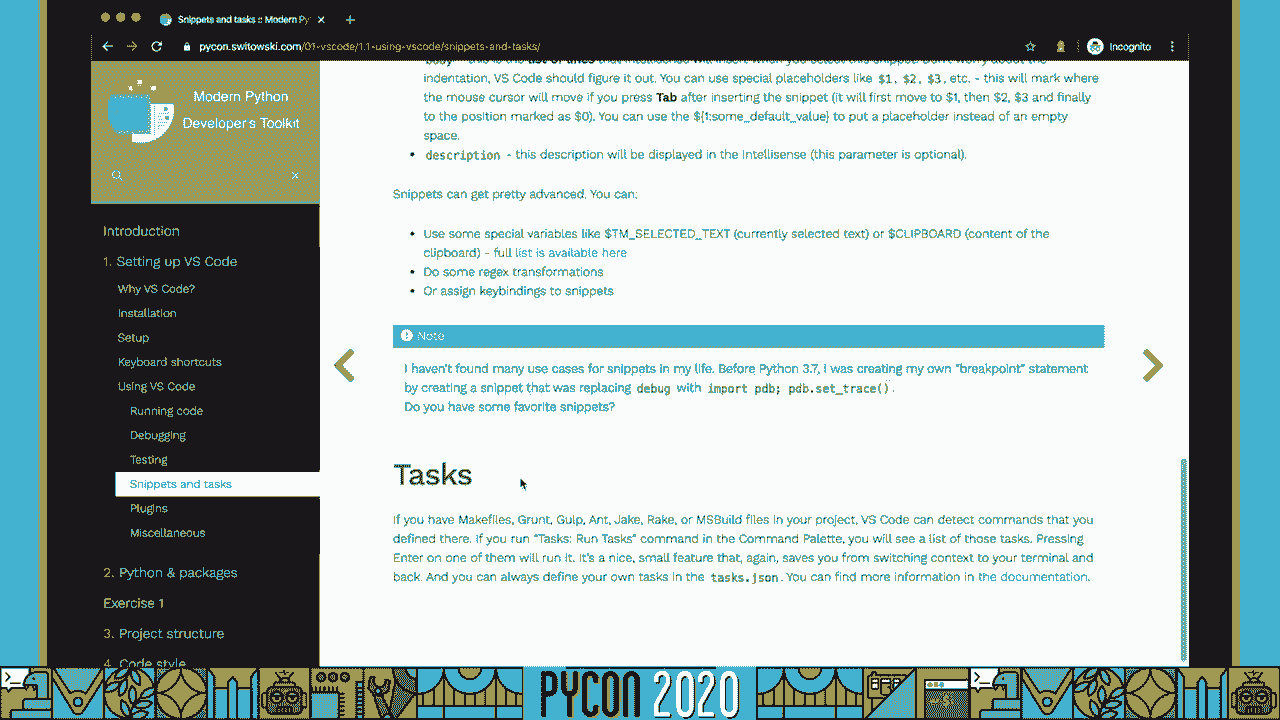 Snippets and tasks :: Modern Py
pycon.switowski.com/01-vscode/1.1-using-vscode/snippets-and-tasks/
Incognito
Modern Python
Developer's Toolkit
Introduction
1. Setting up VS Code
Why VS Code?
Installation
Setup
Keyboard shortcuts
Using VS Code
Running code
Debugging
Testing
Snippets and tasks
Plugins
Miscellaneous
2. Python & packages
Exercise 1
3. Project structure
4. Code style
indentation, VS Code should figure it out. You can use special placeholders like $1, $2, $3, etc. - this will mark where
the mouse cursor will move if you press Tab after inserting the snippet (it will first move to $1, then $2, $3 and finally
to the position marked as $0). You can use the ${1:some_default_value} to put a placeholder instead of an empty
space.
• description - this description will be displayed in the Intellisense (this parameter is optional).
Snippets can get pretty advanced. You can:
• Use some special variables like $TM_SELECTED_TEXT (currently selected text) or $CLIPBOARD (content of the
clipboard) - full list is available here
• Do some regex transformations
• Or assign keybindings to snippets
Note
I haven't found many use cases for snippets in my life. Before Python 3.7, I was creating my own "breakpoint" statement
by creating a snippet that was replacing debug with import pdb; pdb.set_trace().
Do you have some favorite snippets?
Tasks
If you have Makefiles, Grunt, Gulp, Ant, Jake, Rake, or MSBuild files in your project, VS Code can detect commands that you
defined there. If you run "Tasks: Run Tasks" command in the Command Palette, you will see a list of those tasks. Pressing
Enter on one of them will run it. It's a nice, small feature that, again, saves you from switching context to your terminal and
back. And you can always define your own tasks in the tasks.json. You can find more information in the documentation.
PYCON 2020